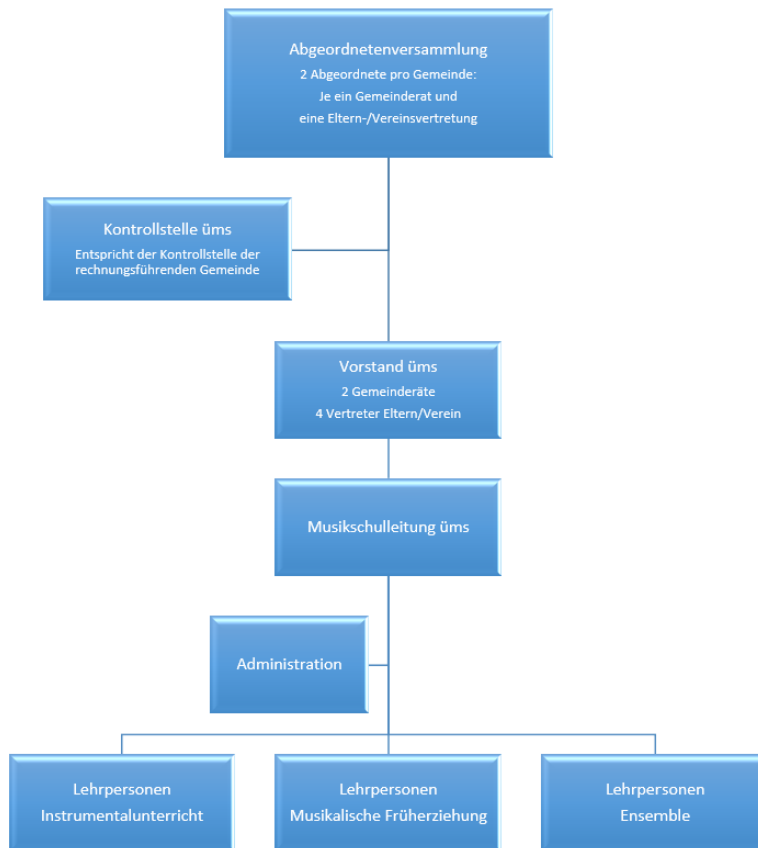 Abgeordnetenversammlung
2 Abgeordnete pro Gemeinde:
Je ein Gemeinderat und
eine Eltern-/Vereinsvertretung
Kontrollstelle üms
Entspricht der Kontrollstelle der
rechnungsführenden Gemeinde
Vorstand üms
2 Gemeinderäte
4 Vertreter Eltern/Verein
Musikschulleitung üms
Administration
Lehrpersonen
Instrumentalunterricht
Lehrpersonen
Musikalische Früherziehung
Lehrpersonen
Ensemble